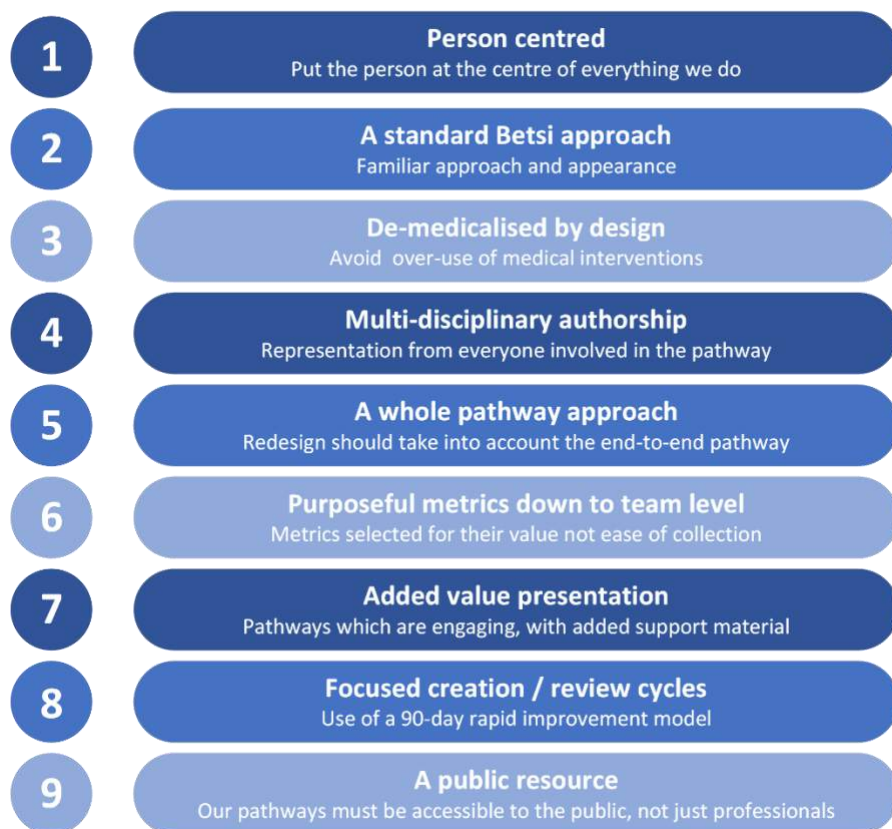 1
Person centred
Put the person at the centre of everything we do
2
A standard Betsi approach
Familiar approach and appearance
3
De-medicalised by design
Avoid over-use of medical interventions
4
Multi-disciplinary authorship
Representation from everyone involved in the pathway
5
A whole pathway approach
Redesign should take into account the end-to-end pathway
6
Purposeful metrics down to team level
Metrics selected for their value not ease of collection
7
Added value presentation
Pathways which are engaging, with added support material
8
Focused creation / review cycles
Use of a 90-day rapid improvement model
9
A public resource
Our pathways must be accessible to the public, not just professionals